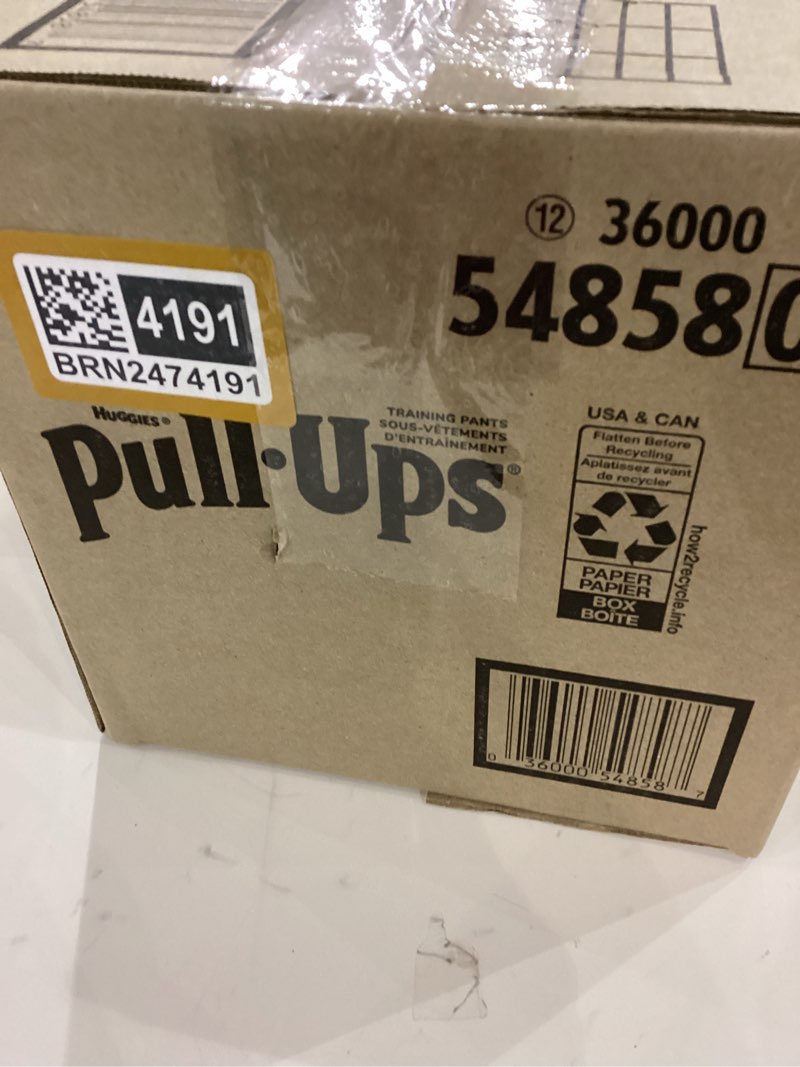 ⑫ 36000
54858 0
4191
BRN2474191
HUGGIES®
Pull·Ups®
TRAINING PANTS
SOUS-VÊTEMENTS
D'ENTRAÎNEMENT
USA & CAN
Flatten Before
Recycling
Aplatissez avant
de recycler
PAPER
PAPIER
BOX
BOÎTE
how2recycle.info
0 36000 54858 7